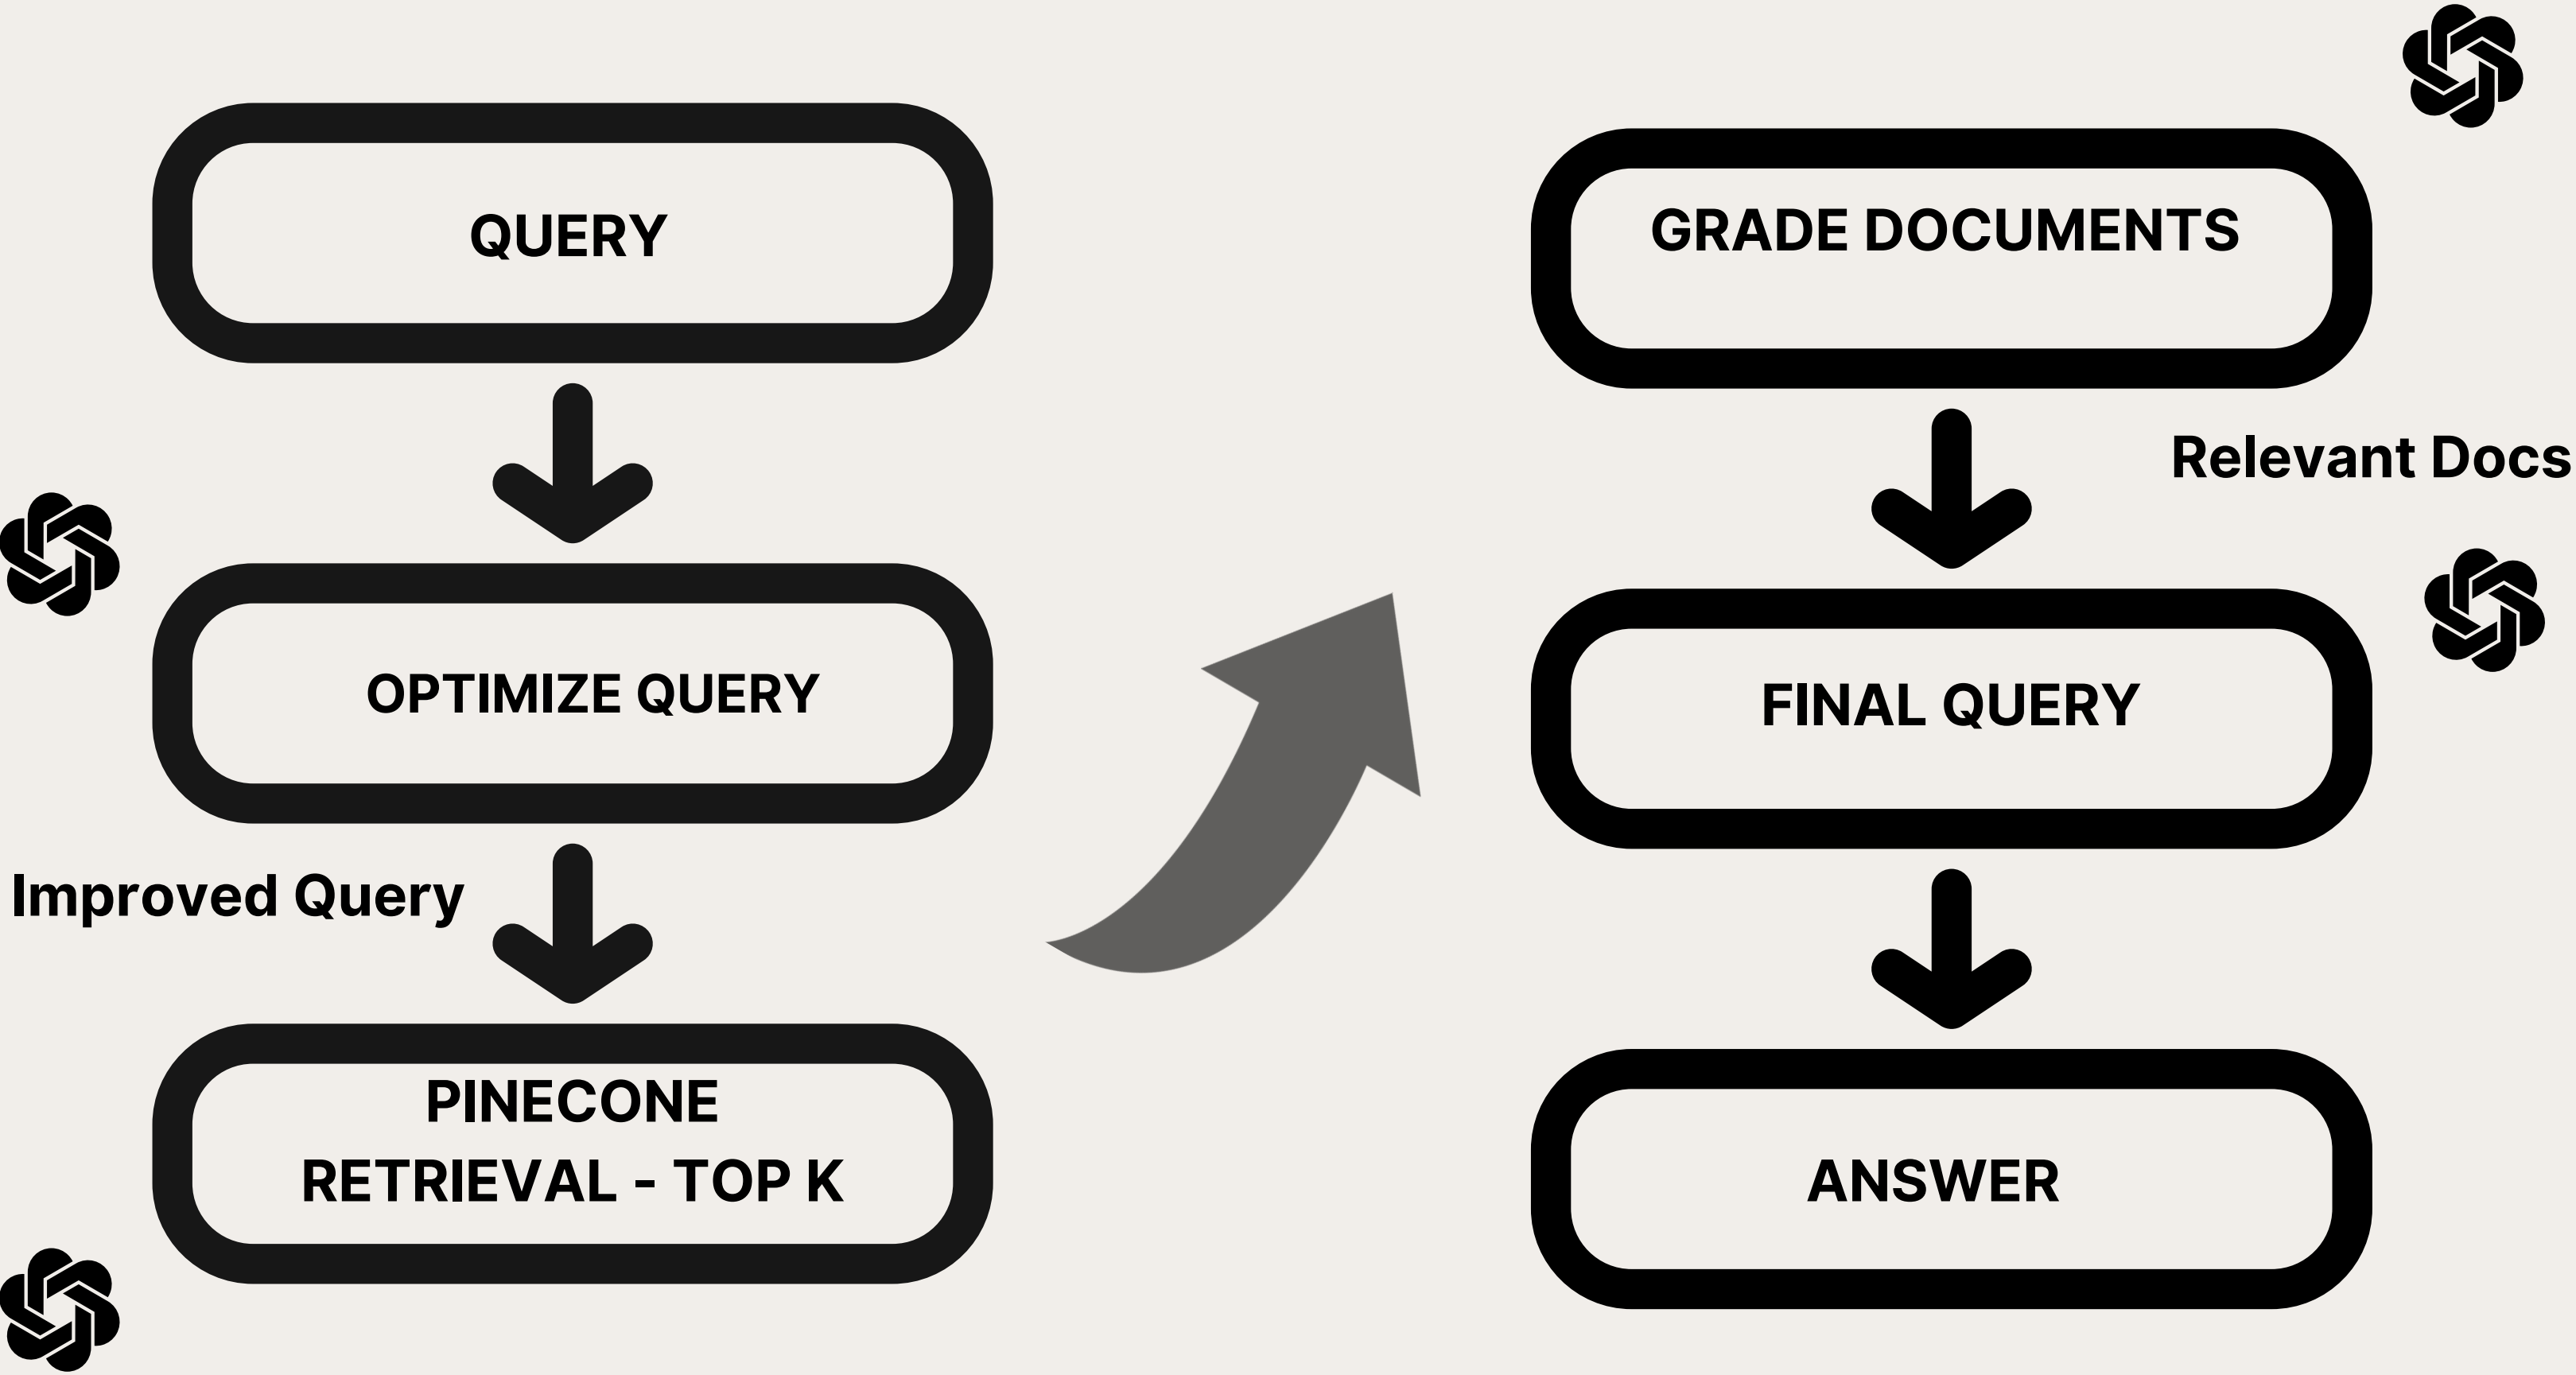 QUERY
OPTIMIZE QUERY
Improved Query
PINECONE
RETRIEVAL - TOP K
GRADE DOCUMENTS
Relevant Docs
FINAL QUERY
ANSWER